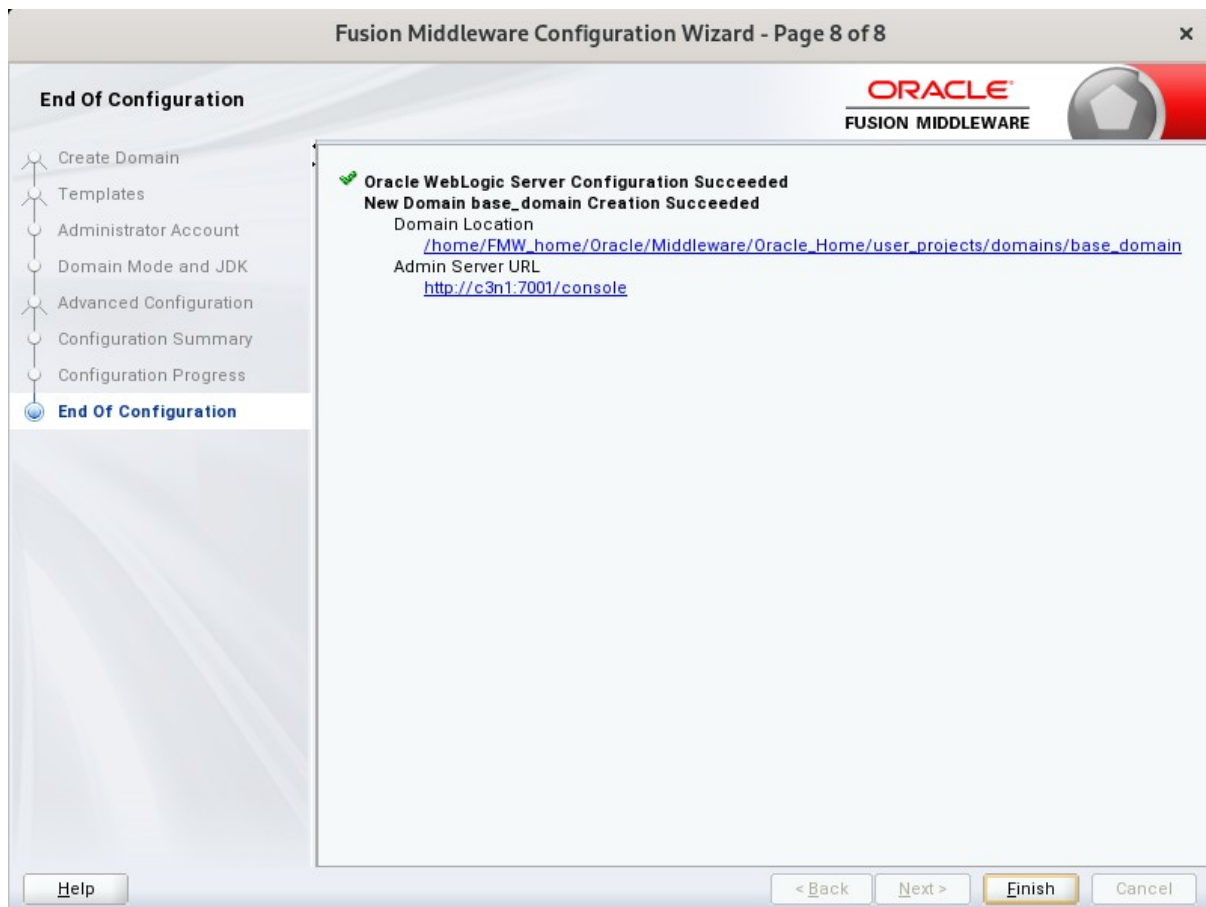 Fusion Middleware Configuration Wizard - Page 8 of 8
End Of Configuration
ORACLE
FUSION MIDDLEWARE
Create Domain
Templates
Administrator Account
Domain Mode and JDK
Advanced Configuration
Configuration Summary
Configuration Progress
End Of Configuration
Oracle WebLogic Server Configuration Succeeded
New Domain base_domain Creation Succeeded
Domain Location
/home/FMW_home/Oracle/Middleware/Oracle_Home/user_projects/domains/base_domain
Admin Server URL
http://c3n1:7001/console
Help
< Back
Next >
Finish
Cancel